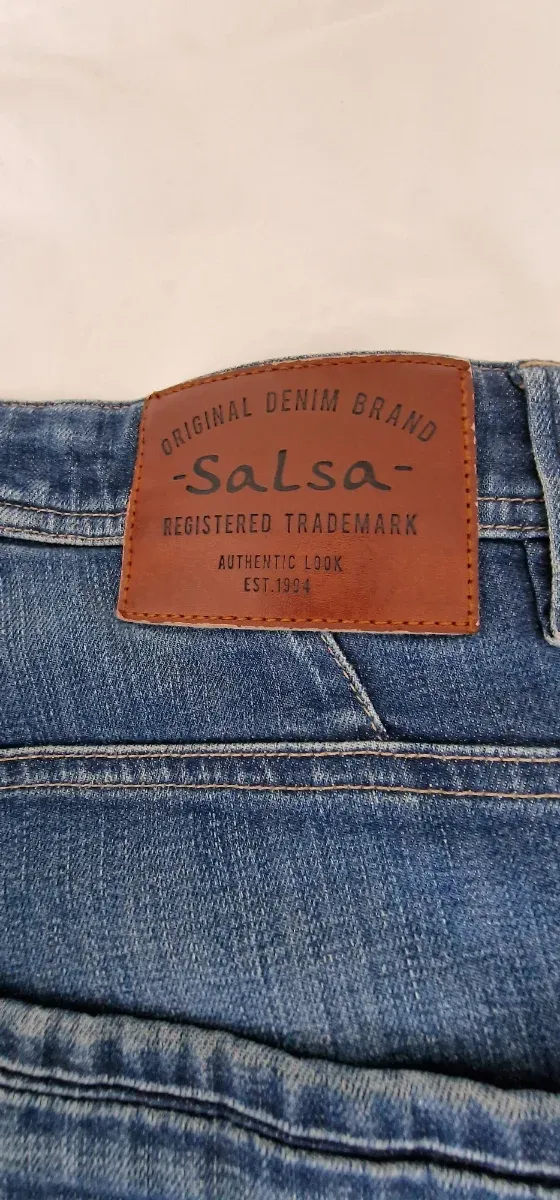 ORIGINAL DENIM BRAND
-Salsa-
REGISTERED TRADEMARK
AUTHENTIC LOOK
EST.1994